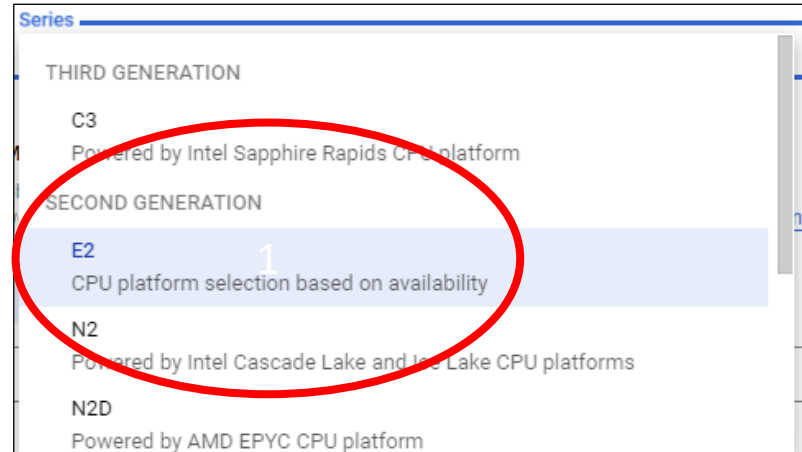 Series
THIRD GENERATION
C3
Powered by Intel Sapphire Rapids CPU platform
SECOND GENERATION
E2
1
CPU platform selection based on availability
N2
Powered by Intel Cascade Lake and Ice Lake CPU platforms
N2D
Powered by AMD EPYC CPU platform